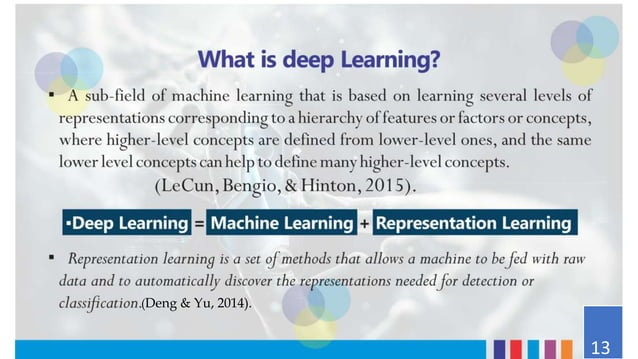 What is deep Learning?
▪ A sub-field of machine learning that is based on learning several levels of
representations corresponding to a hierarchy of features or factors or concepts,
where higher-level concepts are defined from lower-level ones, and the same
lower level concepts can help to define many higher-level concepts.
(LeCun, Bengio, & Hinton, 2015).
▪Deep Learning = Machine Learning + Representation Learning
▪ Representation learning is a set of methods that allows a machine to be fed with raw
data and to automatically discover the representations needed for detection or
classification.(Deng & Yu, 2014).
13